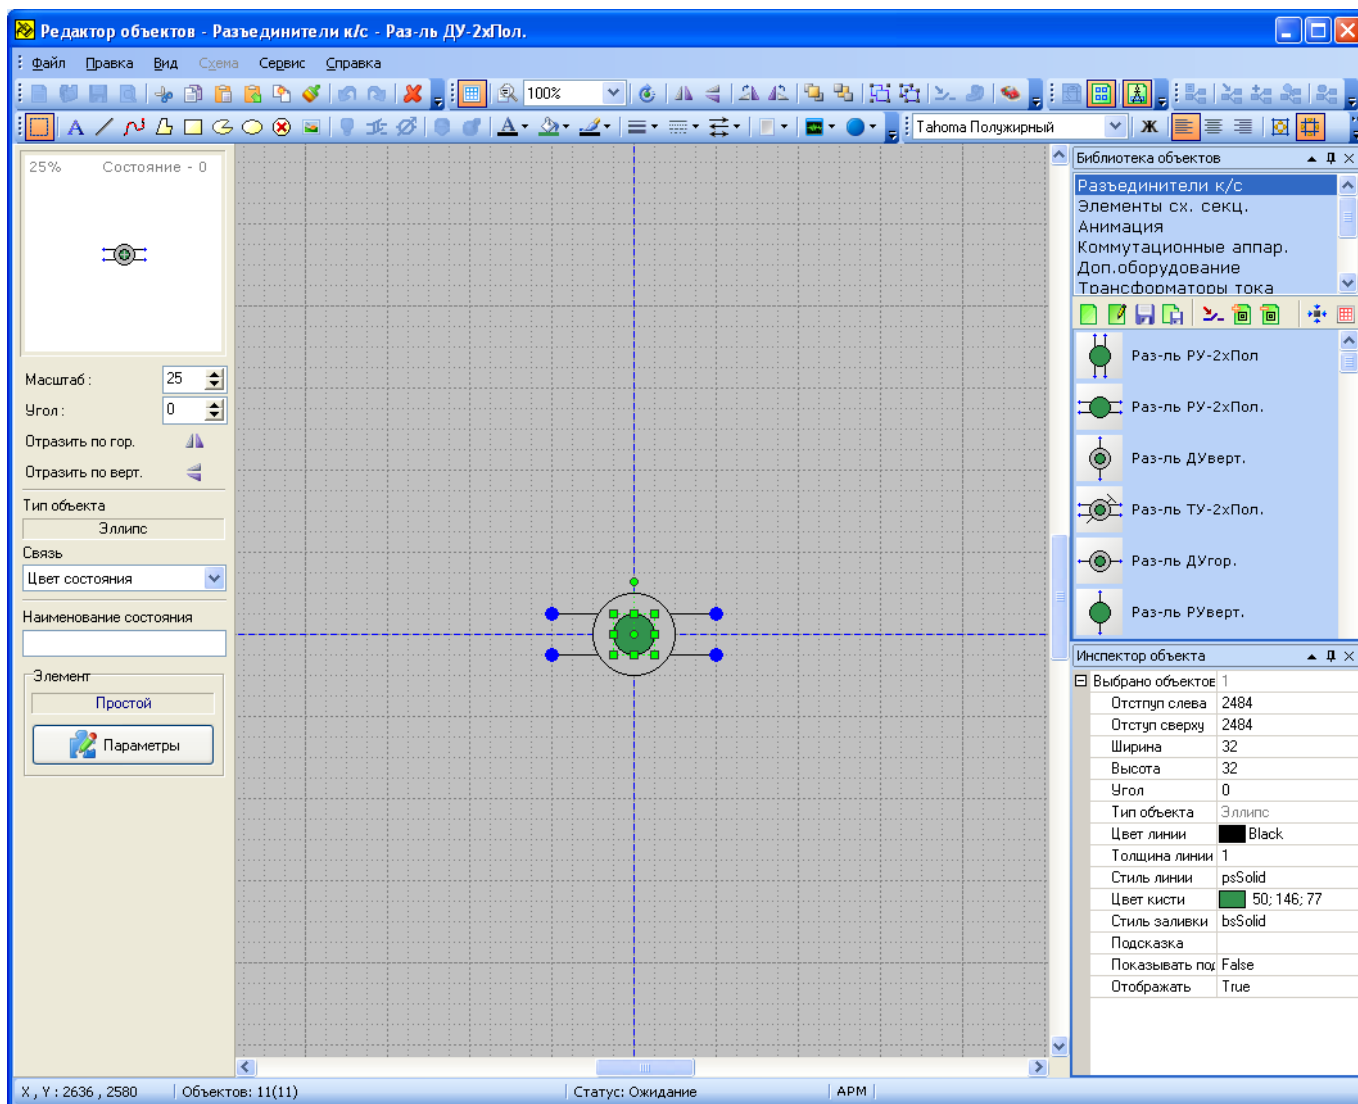 Редактор объектов - Разъединители к/с - Раз-ль ДУ-2хПол.
Файл Правка Вид Схема Сервис Справка
100%
Tahoma Полужирный
Ж
25% Состояние - 0
Масштаб : 25
Угол : 0
Отразить по гор.
Отразить по верт.
Тип объекта
Эллипс
Связь
Цвет состояния
Наименование состояния
Элемент
Простой
Параметры
Библиотека объектов
Разъединители к/с
Элементы сх. секц.
Анимация
Коммутационные аппар.
Доп.оборудование
Трансформаторы тока
Раз-ль РУ-2хПол
Раз-ль РУ-2хПол.
Раз-ль ДУверт.
Раз-ль ТУ-2хПол.
Раз-ль ДУгор.
Раз-ль РУверт.
Инспектор объекта
Выбрано объектов 1
Отстпуп слева 2484
Отступ сверху 2484
Ширина 32
Высота 32
Угол 0
Тип объекта Эллипс
Цвет линии Black
Толщина линии 1
Стиль линии psSolid
Цвет кисти 50; 146; 77
Стиль заливки bsSolid
Подсказка
Показывать под False
Отображать True
X , Y : 2636 , 2580 Объектов: 11(11) Статус: Ожидание АРМ